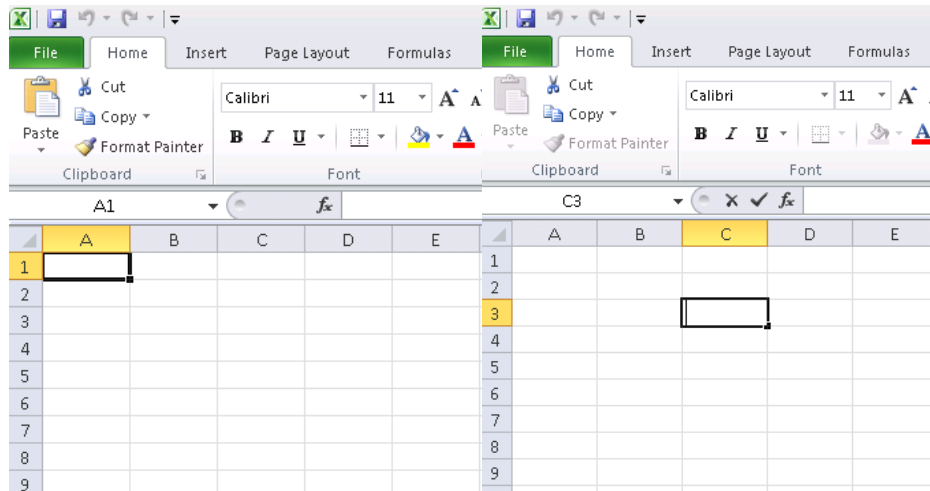 File Home Insert Page Layout Formulas
Cut
Copy
Paste
Format Painter
Calibri 11 A A
B I U A
Clipboard Font
A1 fx
A B C D E
1
2
3
4
5
6
7
8
9
File Home Insert Page Layout Formulas
Cut
Copy
Paste
Format Painter
Calibri 11 A
B I U A
Clipboard Font
C3 fx
A B C D E
1
2
3
4
5
6
7
8
9